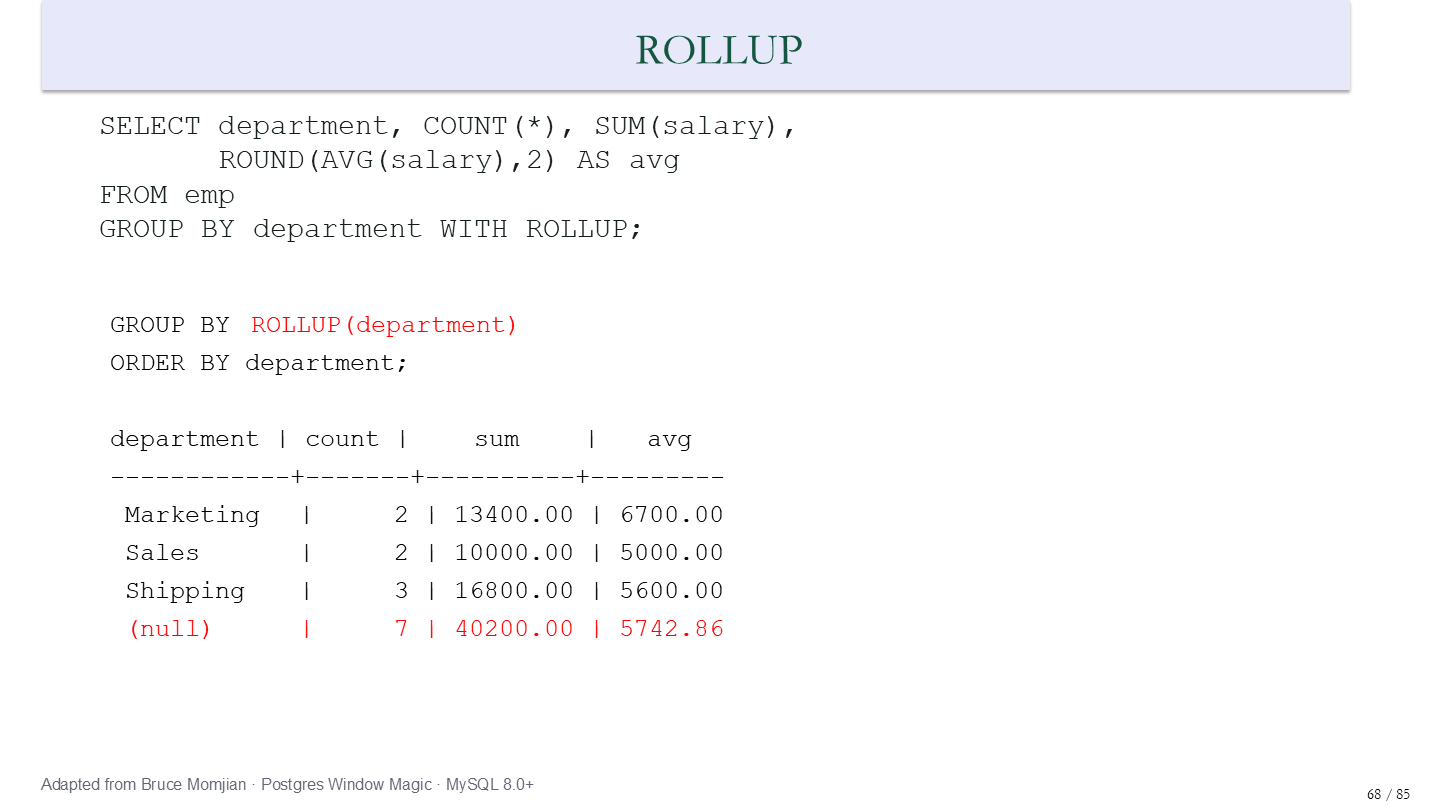 ROLLUP
SELECT department, COUNT(*), SUM(salary),
       ROUND(AVG(salary),2) AS avg
FROM emp
GROUP BY department WITH ROLLUP;
GROUP BY ROLLUP(department)
ORDER BY department;
department | count |    sum    |   avg
------------+-------+----------+---------
 Marketing  |     2 | 13400.00 | 6700.00
 Sales      |     2 | 10000.00 | 5000.00
 Shipping   |     3 | 16800.00 | 5600.00
 (null)     |     7 | 40200.00 | 5742.86
Adapted from Bruce Momjian · Postgres Window Magic · MySQL 8.0+
68 / 85